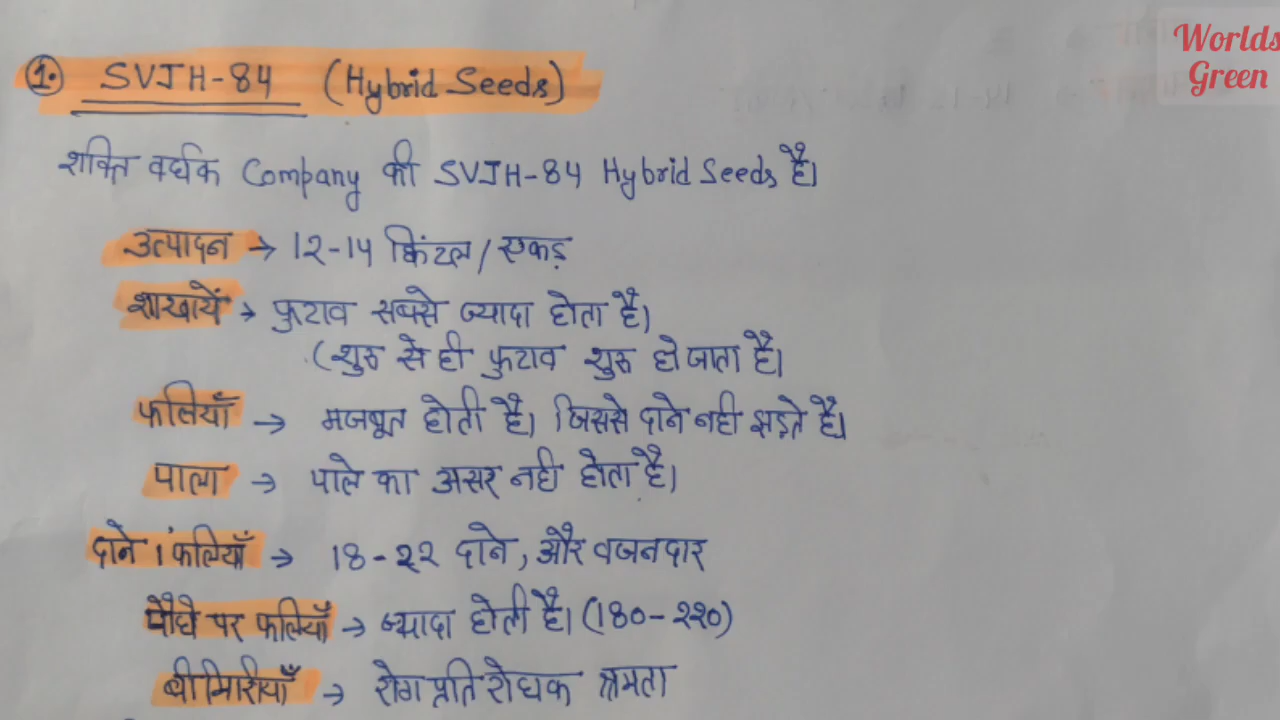 Worlds
Green
1. SVJH-84 (Hybrid Seeds)
शक्ति वर्धक Company की SVJH-84 Hybrid Seeds है।
उत्पादन → 12-14 क्विंटल/एकड़
शाखायें → फुटाव सबसे ज्यादा होता है।
(शुरु से ही फुटाव शुरु हो जाता है।
फलियाँ → मजबूत होती है। जिससे दाने नही झड़ते है।
पाला → पाले का असर नही होता है।
दाने । फलियाँ → 18-22 दाने, और वजनदार
पौधे पर फलियाँ → ज्यादा होती है। (180-220)
बीमारीयाँ → रोग प्रतिरोधक क्षमता